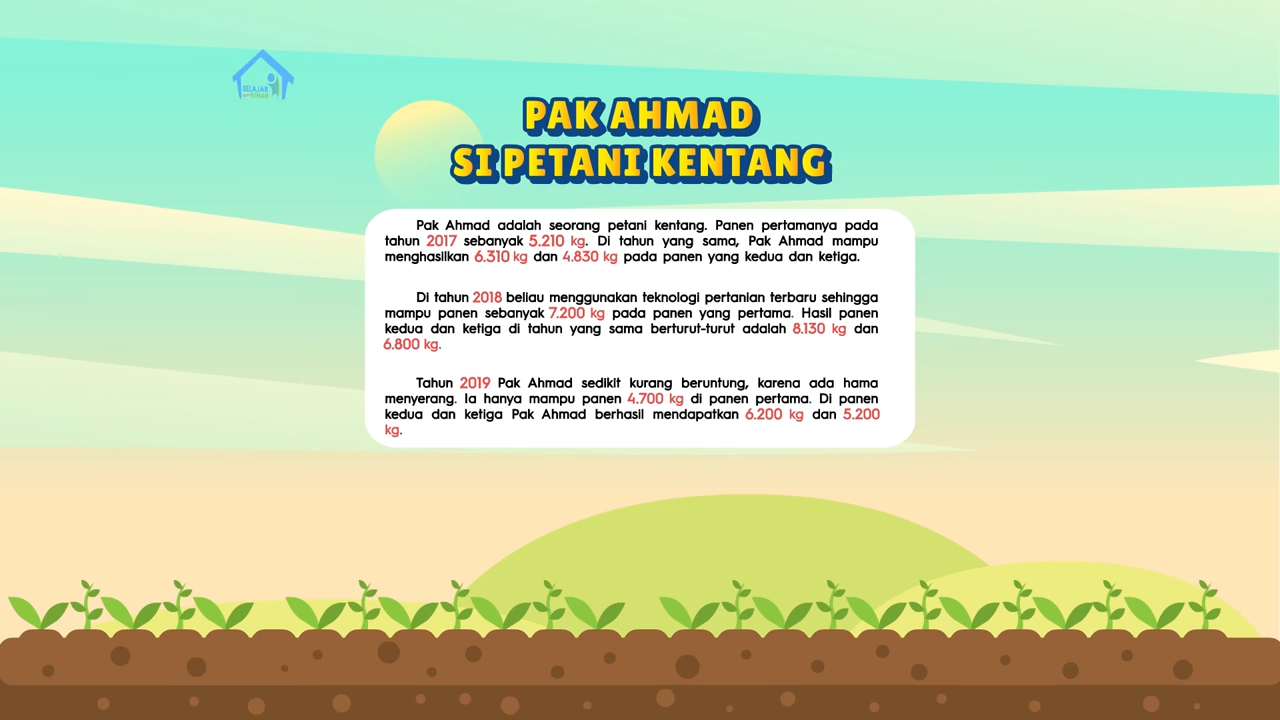 BELAJAR
PAK AHMAD
SI PETANI KENTANG
Pak Ahmad adalah seorang petani kentang. Panen pertamanya pada
tahun 2017 sebanyak 5.210 kg. Di tahun yang sama, Pak Ahmad mampu
menghasilkan 6.310 kg dan 4.830 kg pada panen yang kedua dan ketiga.
Di tahun 2018 beliau menggunakan teknologi pertanian terbaru sehingga
mampu panen sebanyak 7.200 kg pada panen yang pertama. Hasil panen
kedua dan ketiga di tahun yang sama berturut-turut adalah 8.130 kg dan
6.800 kg.
Tahun 2019 Pak Ahmad sedikit kurang beruntung, karena ada hama
menyerang. Ia hanya mampu panen 4.700 kg di panen pertama. Di panen
kedua dan ketiga Pak Ahmad berhasil mendapatkan 6.200 kg dan 5.200
kg.